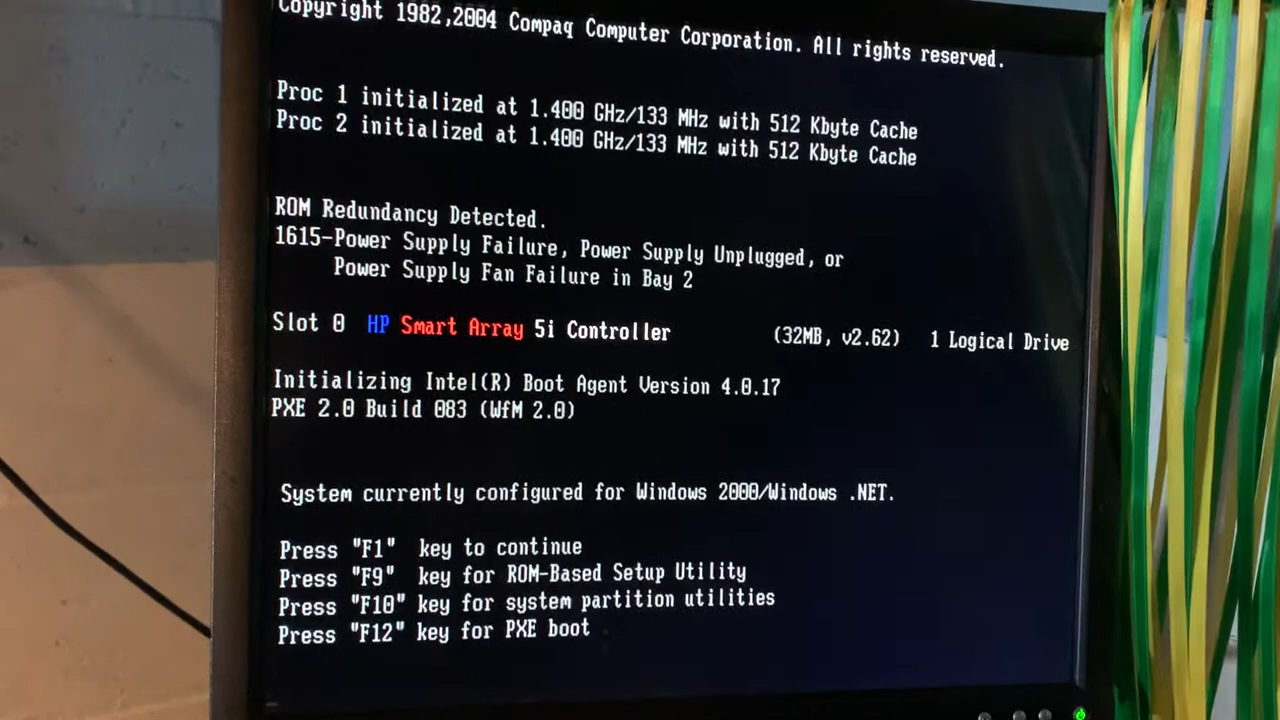 Copyright 1982,2004 Compaq Computer Corporation. All rights reserved.
Proc 1 initialized at 1.400 GHz/133 MHz with 512 Kbyte Cache
Proc 2 initialized at 1.400 GHz/133 MHz with 512 Kbyte Cache
ROM Redundancy Detected.
1615-Power Supply Failure, Power Supply Unplugged, or
Power Supply Fan Failure in Bay 2
Slot 0 HP Smart Array 5i Controller (32MB, v2.62) 1 Logical Drive
Initializing Intel(R) Boot Agent Version 4.0.17
PXE 2.0 Build 083 (WfM 2.0)
System currently configured for Windows 2000/Windows .NET.
Press "F1" key to continue
Press "F9" key for ROM-Based Setup Utility
Press "F10" key for system partition utilities
Press "F12" key for PXE boot